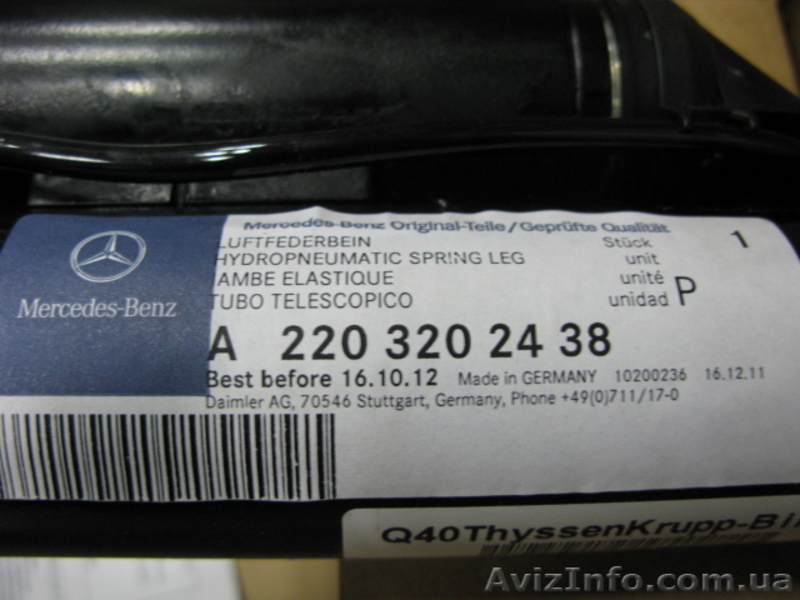 Mercedes-Benz Original-Teile/Geprüfte Qualität
LUFTFEDERBEIN Stück 1
HYDROPNEUMATIC SPRING LEG unit
JAMBE ELASTIQUE unité
TUBO TELESCOPICO unidad P
Mercedes-Benz
A 220 320 24 38
Best before 16.10.12 Made in GERMANY 10200236 16.12.11
Daimler AG, 70546 Stuttgart, Germany, Phone +49(0)711/17-0
Q40ThyssenKrupp-Bil
AvizInfo.com.ua